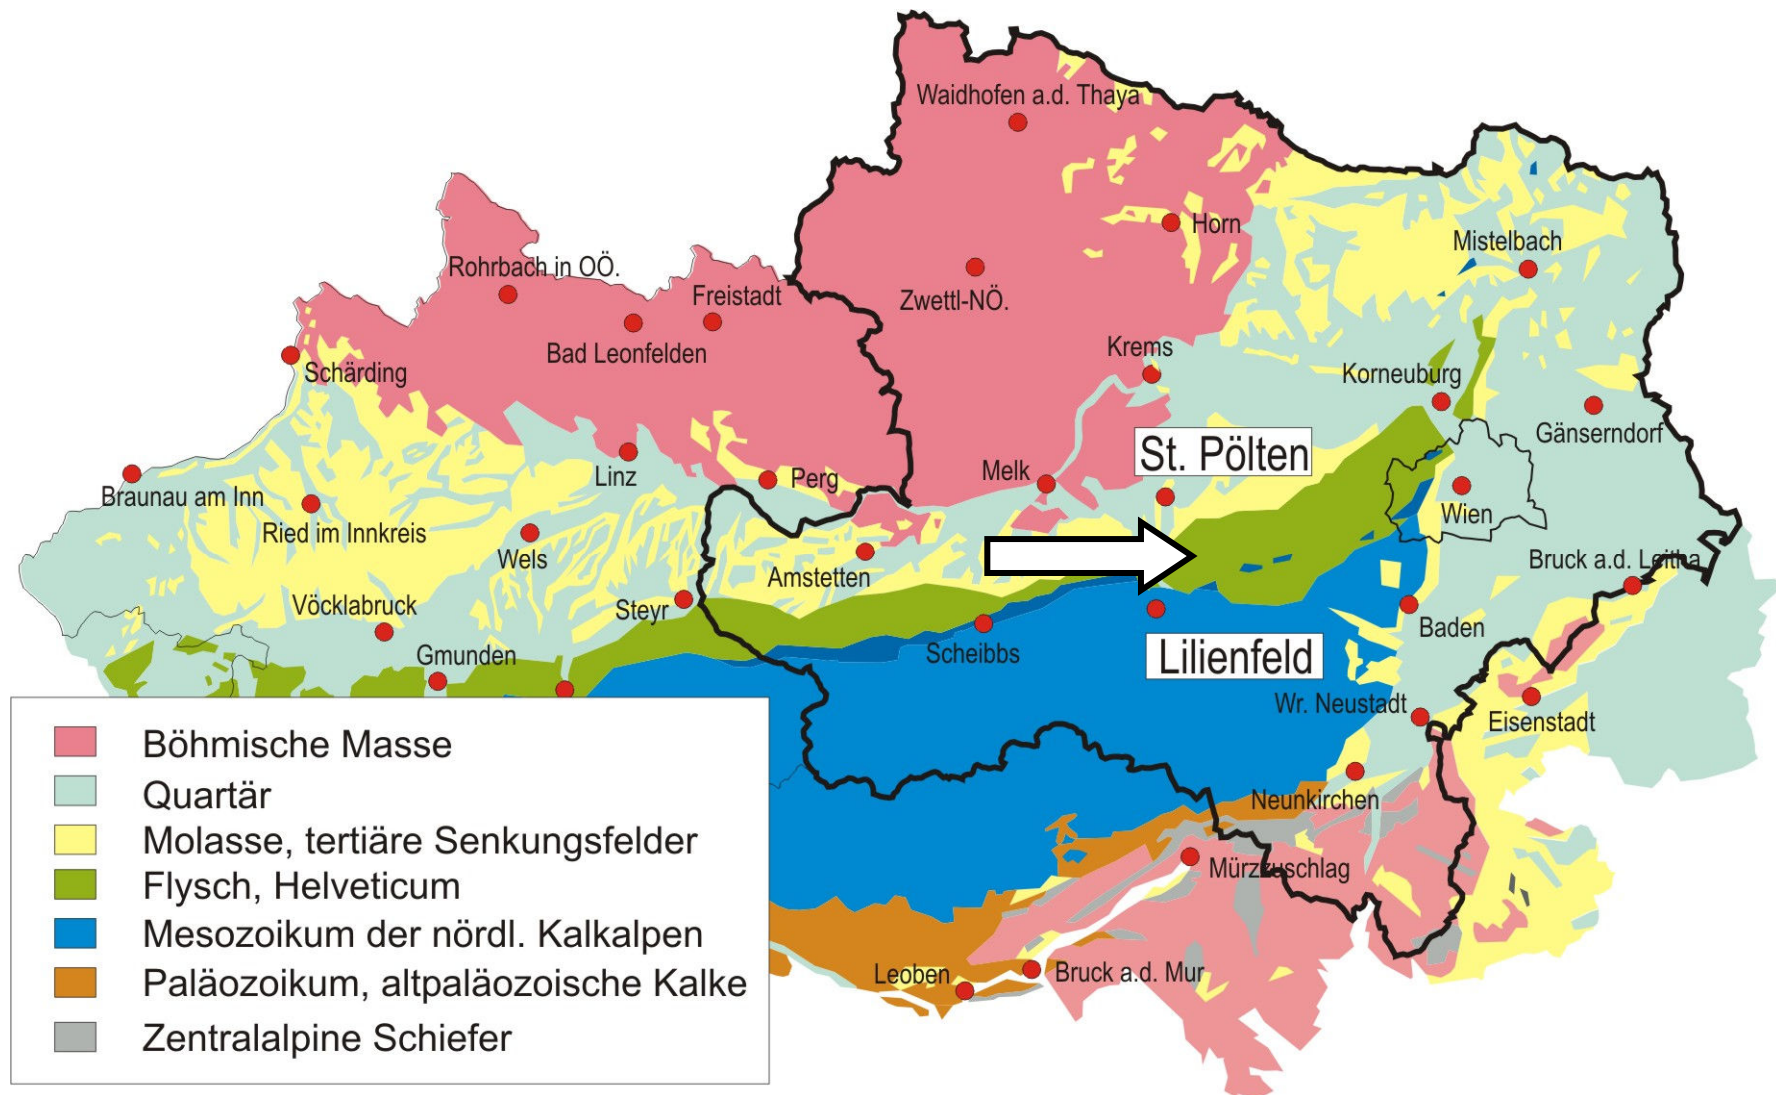 Waidhofen a.d. Thaya
Horn
Mistelbach
Rohrbach in OÖ.
Freistadt
Zwettl-NÖ.
Bad Leonfelden
Krems
Schärding
Korneuburg
Gänserndorf
St. Pölten
Melk
Linz
Perg
Braunau am Inn
Ried im Innkreis
Wien
Wels
Amstetten
Bruck a.d. Leitha
Vöcklabruck
Steyr
Baden
Gmunden
Scheibbs
Lilienfeld
Wr. Neustadt
Eisenstadt
Neunkirchen
Mürzzuschlag
Leoben
Bruck a.d. Mur
Böhmische Masse
Quartär
Molasse, tertiäre Senkungsfelder
Flysch, Helveticum
Mesozoikum der nördl. Kalkalpen
Paläozoikum, altpaläozoische Kalke
Zentralalpine Schiefer